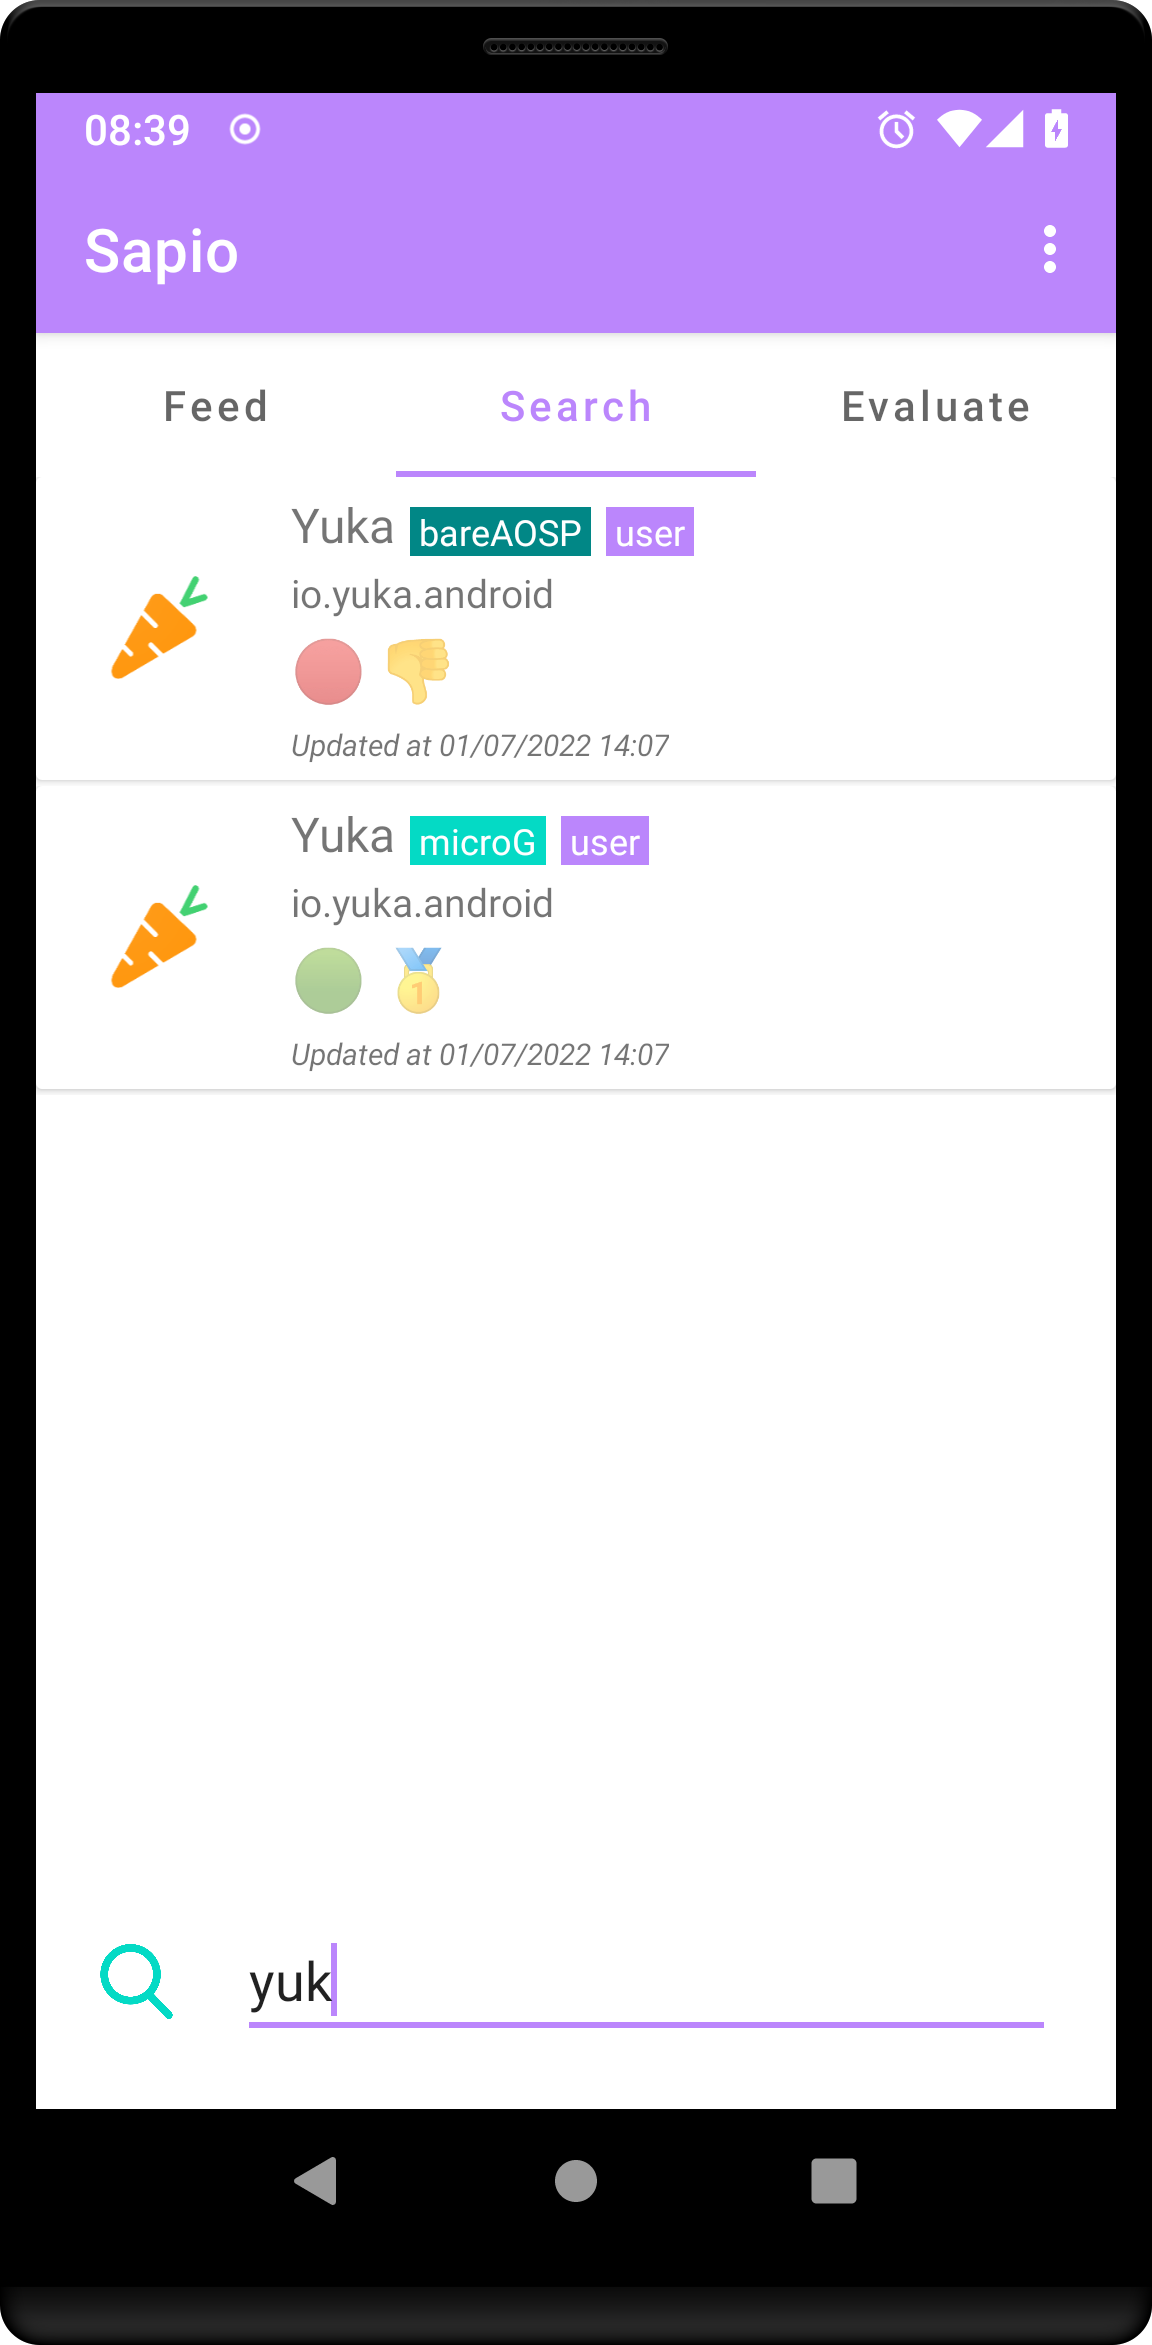 08:39
Sapio
Feed Search Evaluate
Yuka bareAOSP user
io.yuka.android
Updated at 01/07/2022 14:07
Yuka microG user
io.yuka.android
1
Updated at 01/07/2022 14:07
yuk